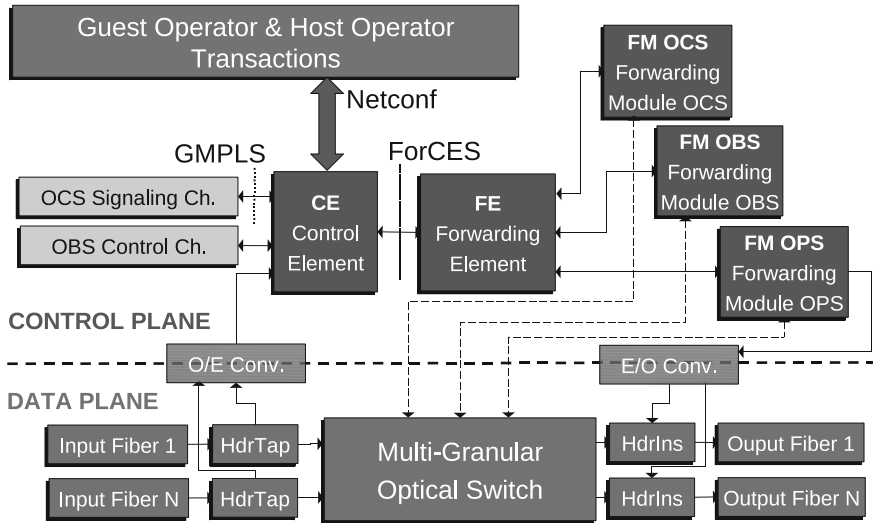 Guest Operator & Host Operator
Transactions
Netconf
FM OCS
Forwarding
Module OCS
FM OBS
Forwarding
Module OBS
FM OPS
Forwarding
Module OPS
GMPLS
ForCES
OCS Signaling Ch.
OBS Control Ch.
CE
Control
Element
FE
Forwarding
Element
CONTROL PLANE
O/E Conv.
E/O Conv.
DATA PLANE
Input Fiber 1
HdrTap
Multi-Granular
Optical Switch
HdrIns
Ouput Fiber 1
Input Fiber N
HdrTap
HdrIns
Output Fiber N